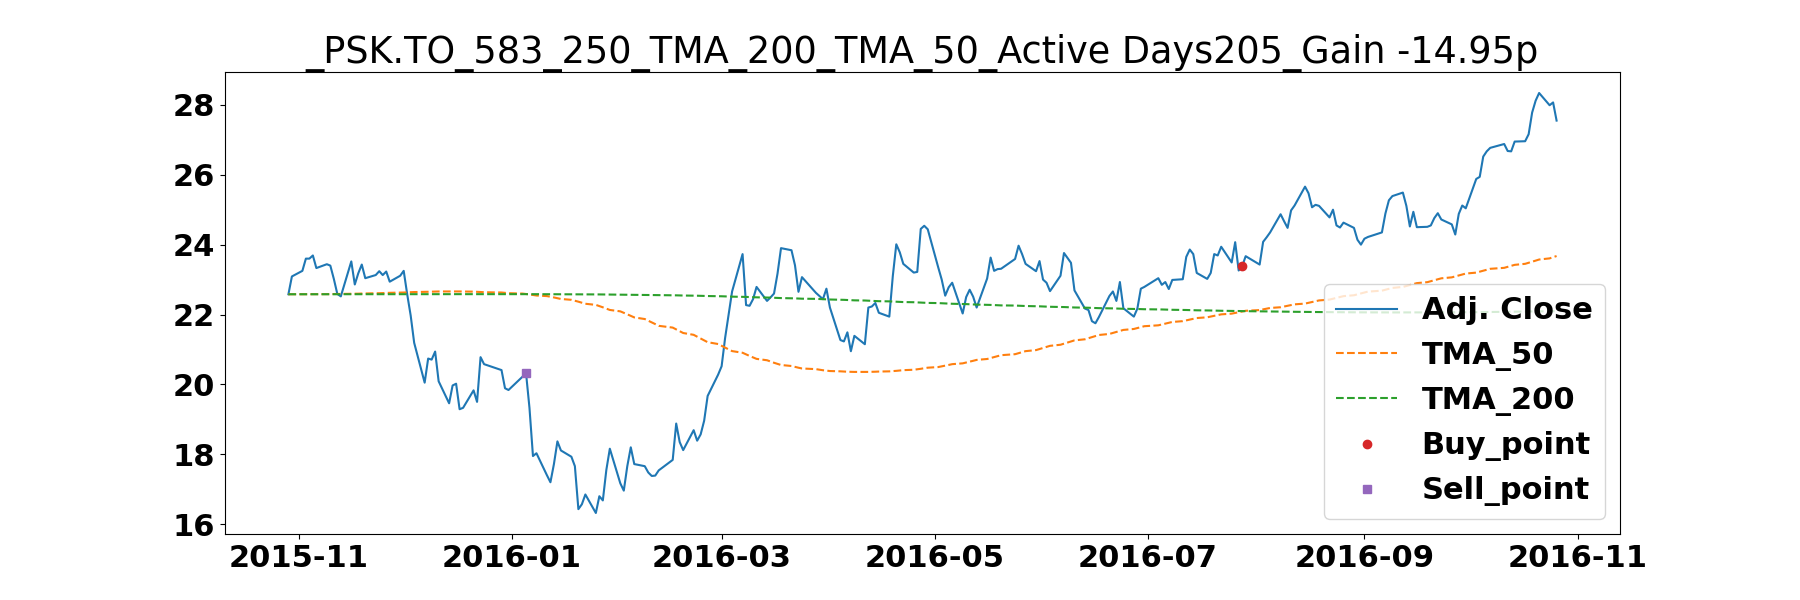 _PSK.TO_583_250_TMA_200_TMA_50_Active Days205_Gain -14.95p
28
26
24
22
20
18
16
Adj. Close
TMA_50
TMA_200
Buy_point
Sell_point
2015-11 2016-01 2016-03 2016-05 2016-07 2016-09 2016-11